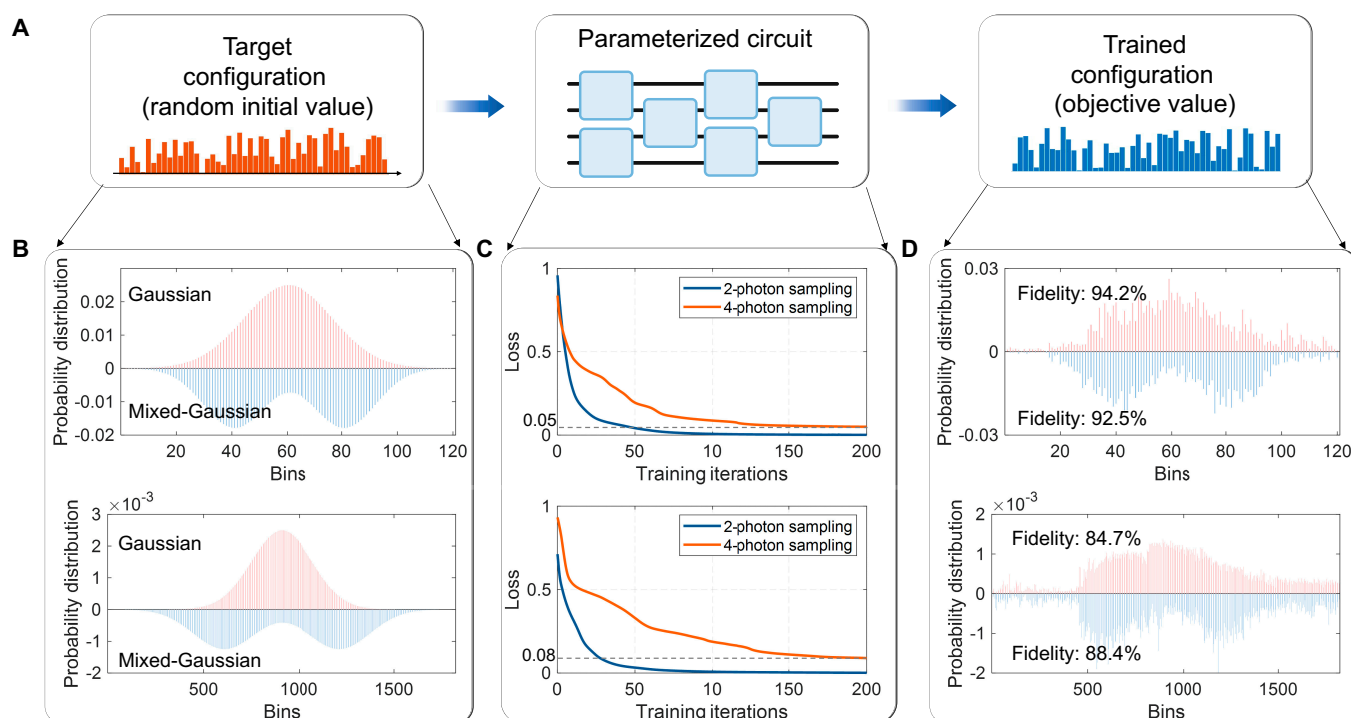 A
Target
configuration
(random initial value)
Parameterized circuit
Trained
configuration
(objective value)
B
Probability distribution
0.02
0.01
0
-0.01
-0.02
Gaussian
Mixed-Gaussian
20 40 60 80 100 120
Bins
×10⁻³
Probability distribution
3
2
1
0
-1
-2
Gaussian
Mixed-Gaussian
500 1000 1500
Bins
C
Loss
1
0.5
0.05
0
2-photon sampling
4-photon sampling
0 50 10 150 200
Training iterations
Loss
1
0.5
0.08
0
2-photon sampling
4-photon sampling
0 50 10 150 200
Training iterations
D
Probability distribution
0.03
0
-0.03
Fidelity: 94.2%
Fidelity: 92.5%
20 40 60 80 100 120
Bins
×10⁻³
Probability distribution
2
1
0
-1
-2
Fidelity: 84.7%
Fidelity: 88.4%
500 1000 1500
Bins